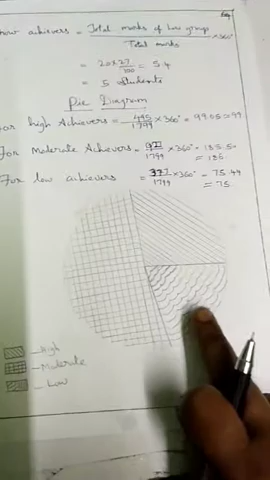 low achievers = Total marks of low group × 360°
Total marks
= 20×27 = 5.4
100
= 5 students
Pie Diagram
For high Achievers = 495 ×360° = 99.05 = 99
1799
For Moderate Achievers = 927 ×360° = 185.50
1799 = 185.
For low achievers = 377 ×360° = 75.44
1799 = 75.
- High
- Moderate
- Low